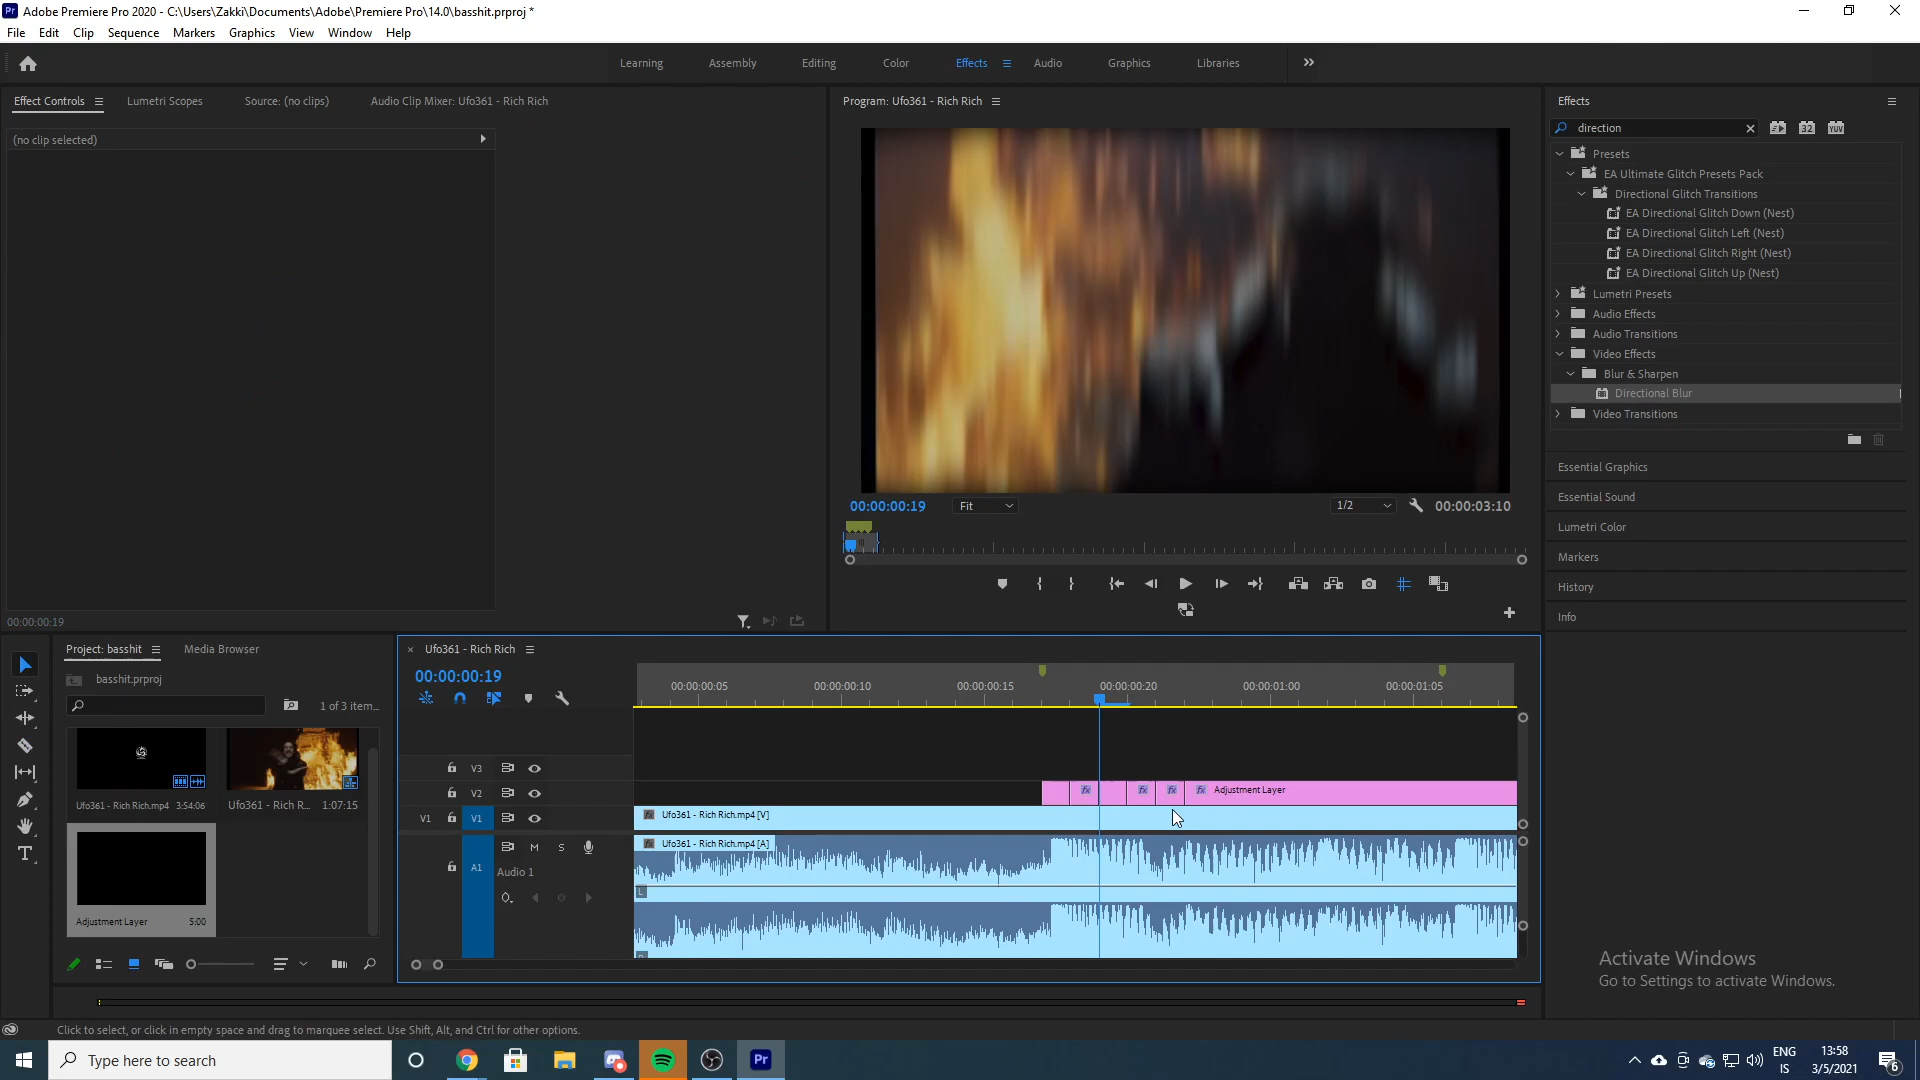 Adobe Premiere Pro 2020 - C:\Users\Zakki\Documents\Adobe\Premiere Pro\14.0\basshit.prproj *
File Edit Clip Sequence Markers Graphics View Window Help
Learning Assembly Editing Color Effects Audio Graphics Libraries
Effect Controls Lumetri Scopes Source: (no clips) Audio Clip Mixer: Ufo361 - Rich Rich
(no clip selected)
00:00:00:19
Program: Ufo361 - Rich Rich
00:00:00:19 Fit 1/2 00:00:03:10
Effects
direction
32 YUV
Presets
EA Ultimate Glitch Presets Pack
Directional Glitch Transitions
EA Directional Glitch Down (Nest)
EA Directional Glitch Left (Nest)
EA Directional Glitch Right (Nest)
EA Directional Glitch Up (Nest)
Lumetri Presets
Audio Effects
Audio Transitions
Video Effects
Blur & Sharpen
Directional Blur
Video Transitions
Essential Graphics
Essential Sound
Lumetri Color
Markers
History
Info
Project: basshit Media Browser
basshit.prproj
1 of 3 item...
Ufo361 - Rich Rich.mp4 3:54:06
Ufo361 - Rich R... 1:07:15
Adjustment Layer 5:00
Ufo361 - Rich Rich
00:00:00:19
00:00:00:05 00:00:00:10 00:00:00:15 00:00:00:20 00:00:01:00 00:00:01:05
V3
V2
fx fx fx fx Adjustment Layer
V1 V1
fx Ufo361 - Rich Rich.mp4 [V]
M S
fx Ufo361 - Rich Rich.mp4 [A]
A1
Audio 1
L
Activate Windows
Go to Settings to activate Windows.
Click to select, or click in empty space and drag to marquee select. Use Shift, Alt, and Ctrl for other options.
Type here to search
Pr
ENG
IS
13:58
3/5/2021
6